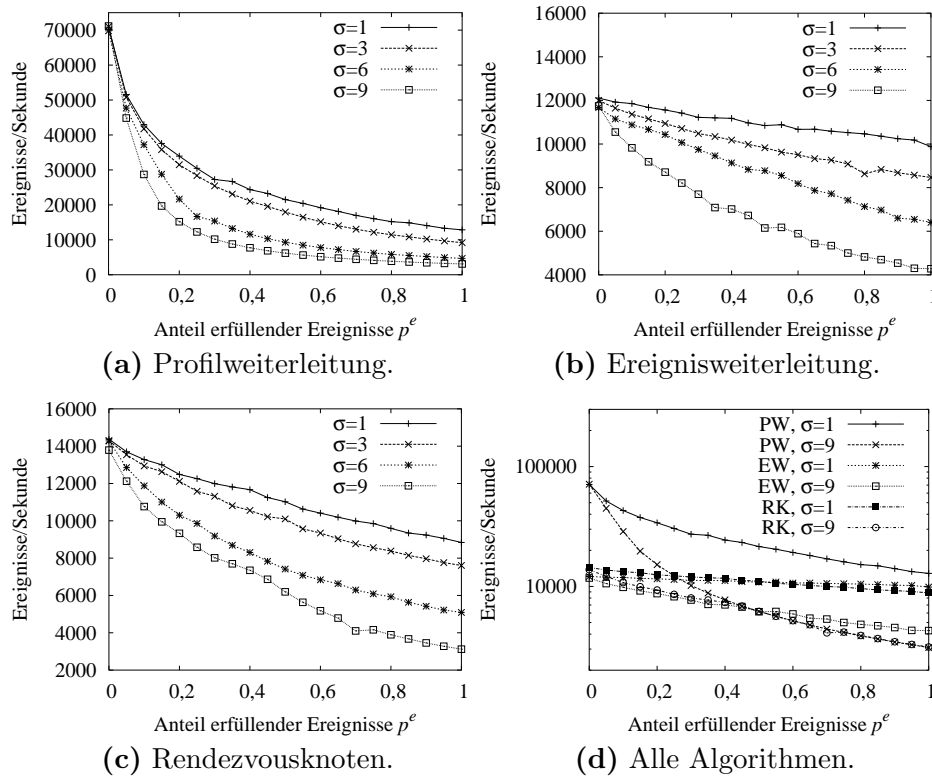 70000
60000
50000
40000
30000
20000
10000
0
Ereignisse/Sekunde
σ=1
σ=3
σ=6
σ=9
0 0,2 0,4 0,6 0,8 1
Anteil erfüllender Ereignisse pᵉ
(a) Profilweiterleitung.
16000
14000
12000
10000
8000
6000
4000
Ereignisse/Sekunde
σ=1
σ=3
σ=6
σ=9
0 0,2 0,4 0,6 0,8 1
Anteil erfüllender Ereignisse pᵉ
(b) Ereignisweiterleitung.
16000
14000
12000
10000
8000
6000
4000
2000
Ereignisse/Sekunde
σ=1
σ=3
σ=6
σ=9
0 0,2 0,4 0,6 0,8 1
Anteil erfüllender Ereignisse pᵉ
(c) Rendezvousknoten.
100000
10000
Ereignisse/Sekunde
PW, σ=1
PW, σ=9
EW, σ=1
EW, σ=9
RK, σ=1
RK, σ=9
0 0,2 0,4 0,6 0,8 1
Anteil erfüllender Ereignisse pᵉ
(d) Alle Algorithmen.